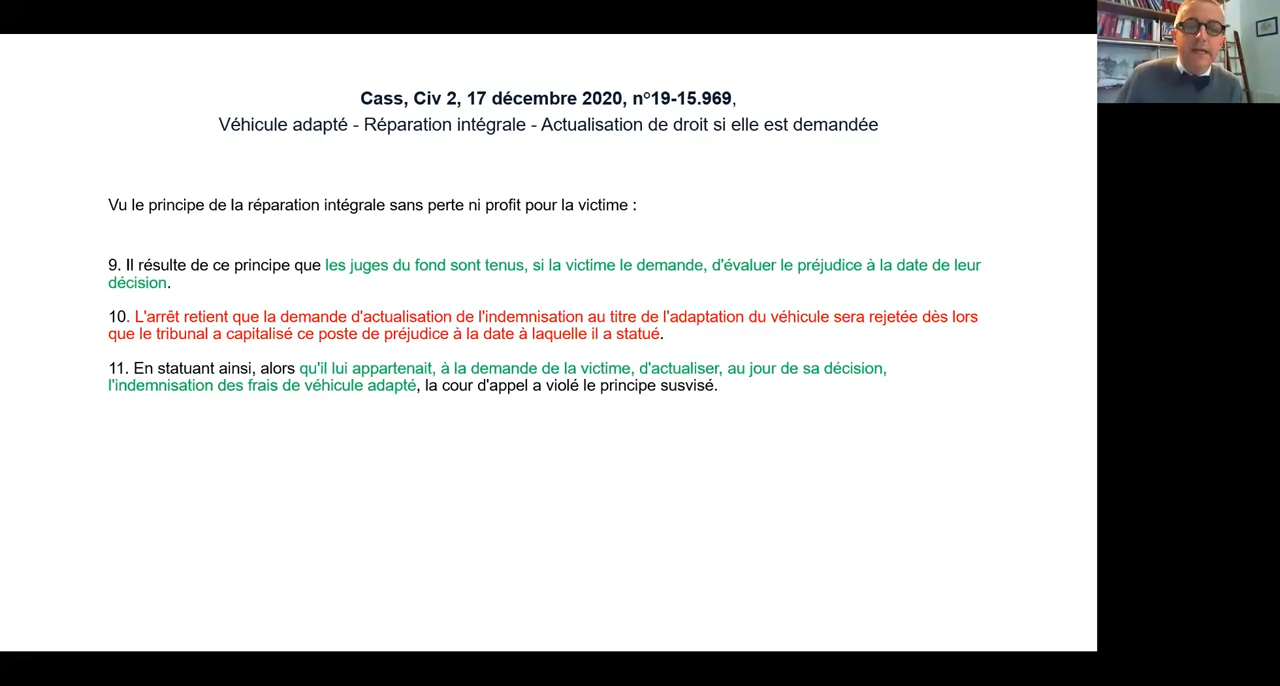 Cass, Civ 2, 17 décembre 2020, n°19-15.969,
Véhicule adapté - Réparation intégrale - Actualisation de droit si elle est demandée
Vu le principe de la réparation intégrale sans perte ni profit pour la victime :
9. Il résulte de ce principe que les juges du fond sont tenus, si la victime le demande, d'évaluer le préjudice à la date de leur
décision.
10. L'arrêt retient que la demande d'actualisation de l'indemnisation au titre de l'adaptation du véhicule sera rejetée dès lors
que le tribunal a capitalisé ce poste de préjudice à la date à laquelle il a statué.
11. En statuant ainsi, alors qu'il lui appartenait, à la demande de la victime, d'actualiser, au jour de sa décision,
l'indemnisation des frais de véhicule adapté, la cour d'appel a violé le principe susvisé.